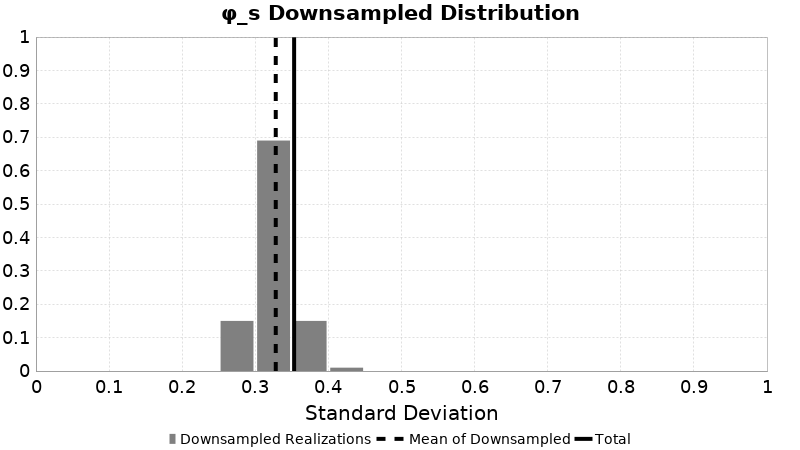 φ_s Downsampled Distribution
1
0.9
0.8
0.7
0.6
0.5
0.4
0.3
0.2
0.1
0
0 0.1 0.2 0.3 0.4 0.5 0.6 0.7 0.8 0.9 1
Standard Deviation
Downsampled Realizations Mean of Downsampled Total